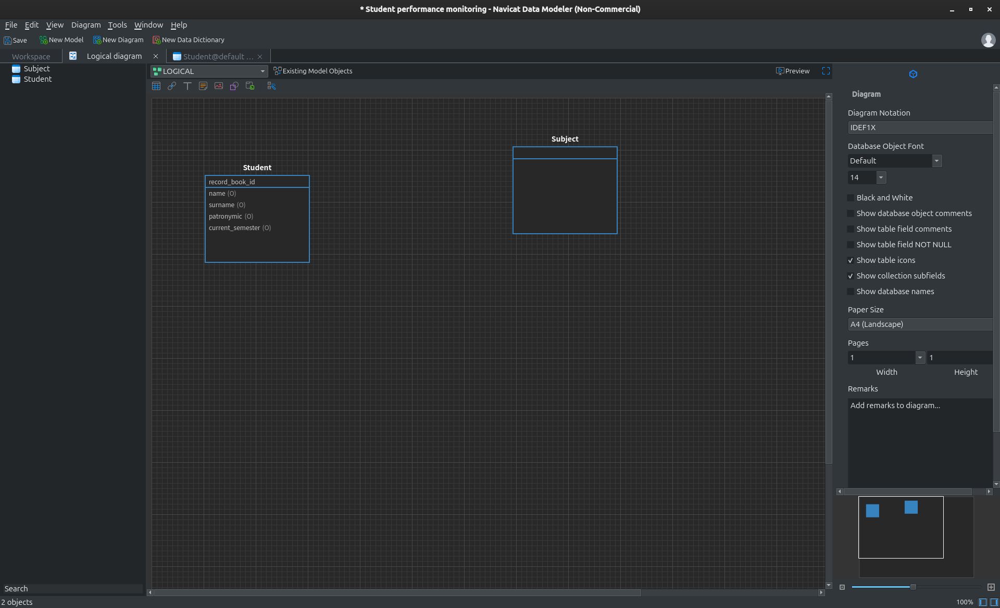 * Student performance monitoring - Navicat Data Modeler (Non-Commercial)
File Edit View Diagram Tools Window Help
Save New Model New Diagram New Data Dictionary
Workspace Logical diagram Student@default ...
Subject
Student
LOGICAL Existing Model Objects Preview
Diagram
Diagram Notation
IDEF1X
Database Object Font
Default
14
Black and White
Show database object comments
Show table field comments
Show table field NOT NULL
Show table icons
Show collection subfields
Show database names
Paper Size
A4 (Landscape)
Pages
1 1
Width Height
Remarks
Add remarks to diagram...
Subject
Student
record_book_id
name (O)
surname (O)
patronymic (O)
current_semester (O)
Search
2 objects
100%